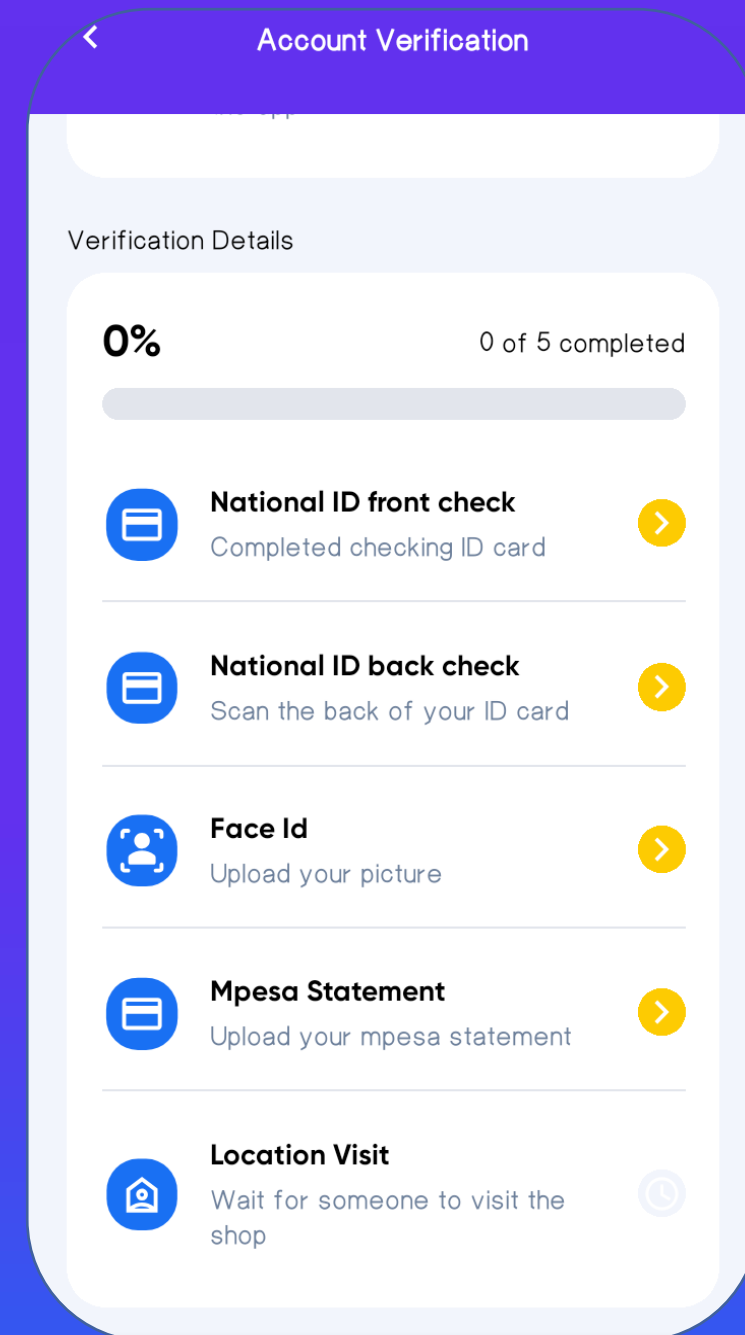 Account Verification
Verification Details
0%
0 of 5 completed
National ID front check
Completed checking ID card
National ID back check
Scan the back of your ID card
Face Id
Upload your picture
Mpesa Statement
Upload your mpesa statement
Location Visit
Wait for someone to visit the
shop